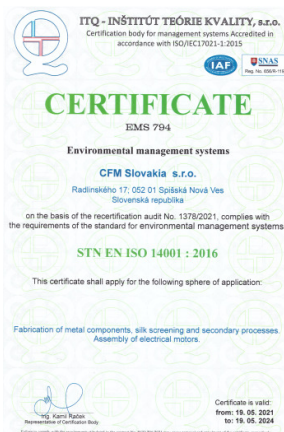 ITQ - INŠTITÚT TEÓRIE KVALITY, s.r.o.
Certification body for management systems Accredited in
accordance with ISO/IEC17021-1:2015
IAF
SNAS
CERTIFICATE
EMS 794
Environmental management systems
CFM Slovakia s.r.o.
Radlinského 17; 052 01 Spišská Nová Ves
Slovenská republika
on the basis of the recertification audit No. 1378/2021, complies with
the requirements of the standard for environmental management systems
STN EN ISO 14001 : 2016
This certificate shall apply for the following sphere of application:
Fabrication of metal components, silk screening and secondary processes.
Assembly of electrical motors.
Ing. Kamil Raček
Representative of Certification Body
Certificate is valid:
from: 19. 05. 2021
to: 19. 05. 2024